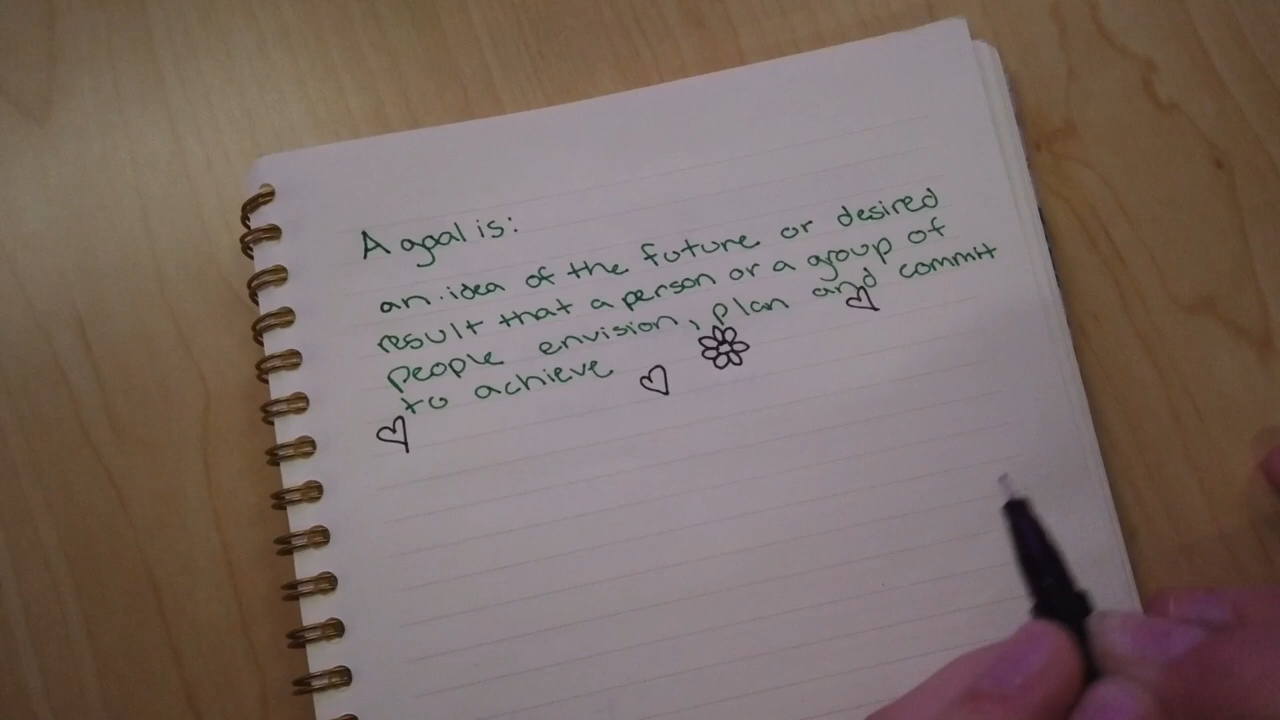 A goal is:
an idea of the future or desired
result that a person or a group of
people envision, plan and committ
to achieve